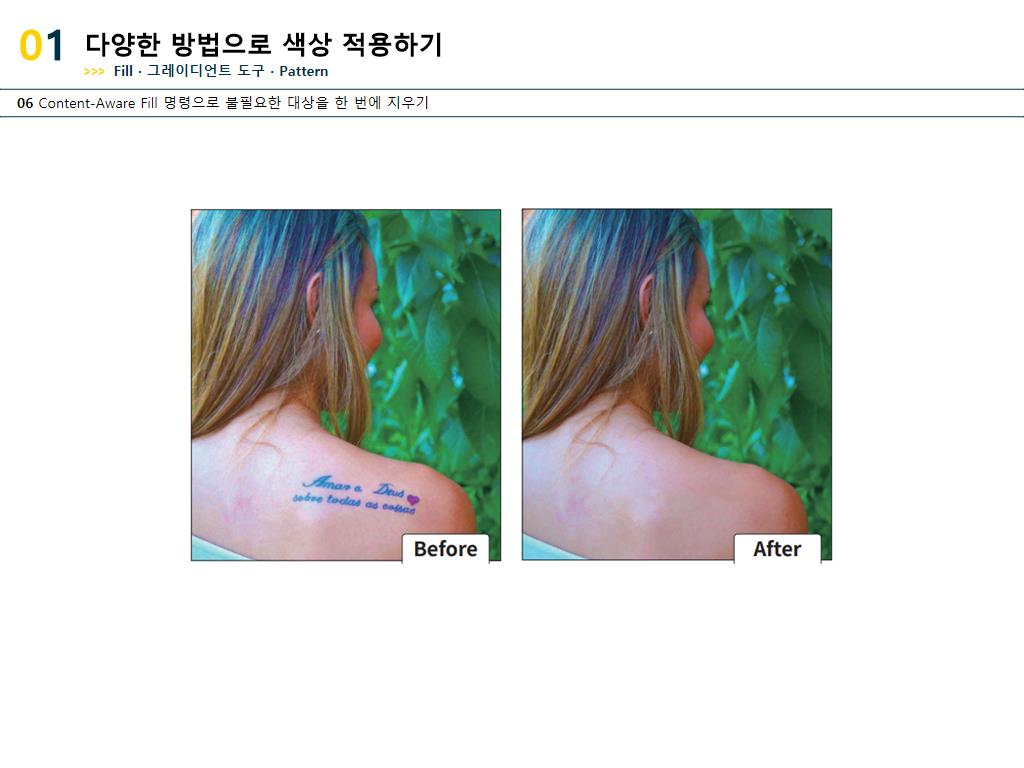 01 다양한 방법으로 색상 적용하기
>>> Fill · 그레이디언트 도구 · Pattern
06 Content-Aware Fill 명령으로 불필요한 대상을 한 번에 지우기
Amar a Deus
sobre todas as coisas
Before
After